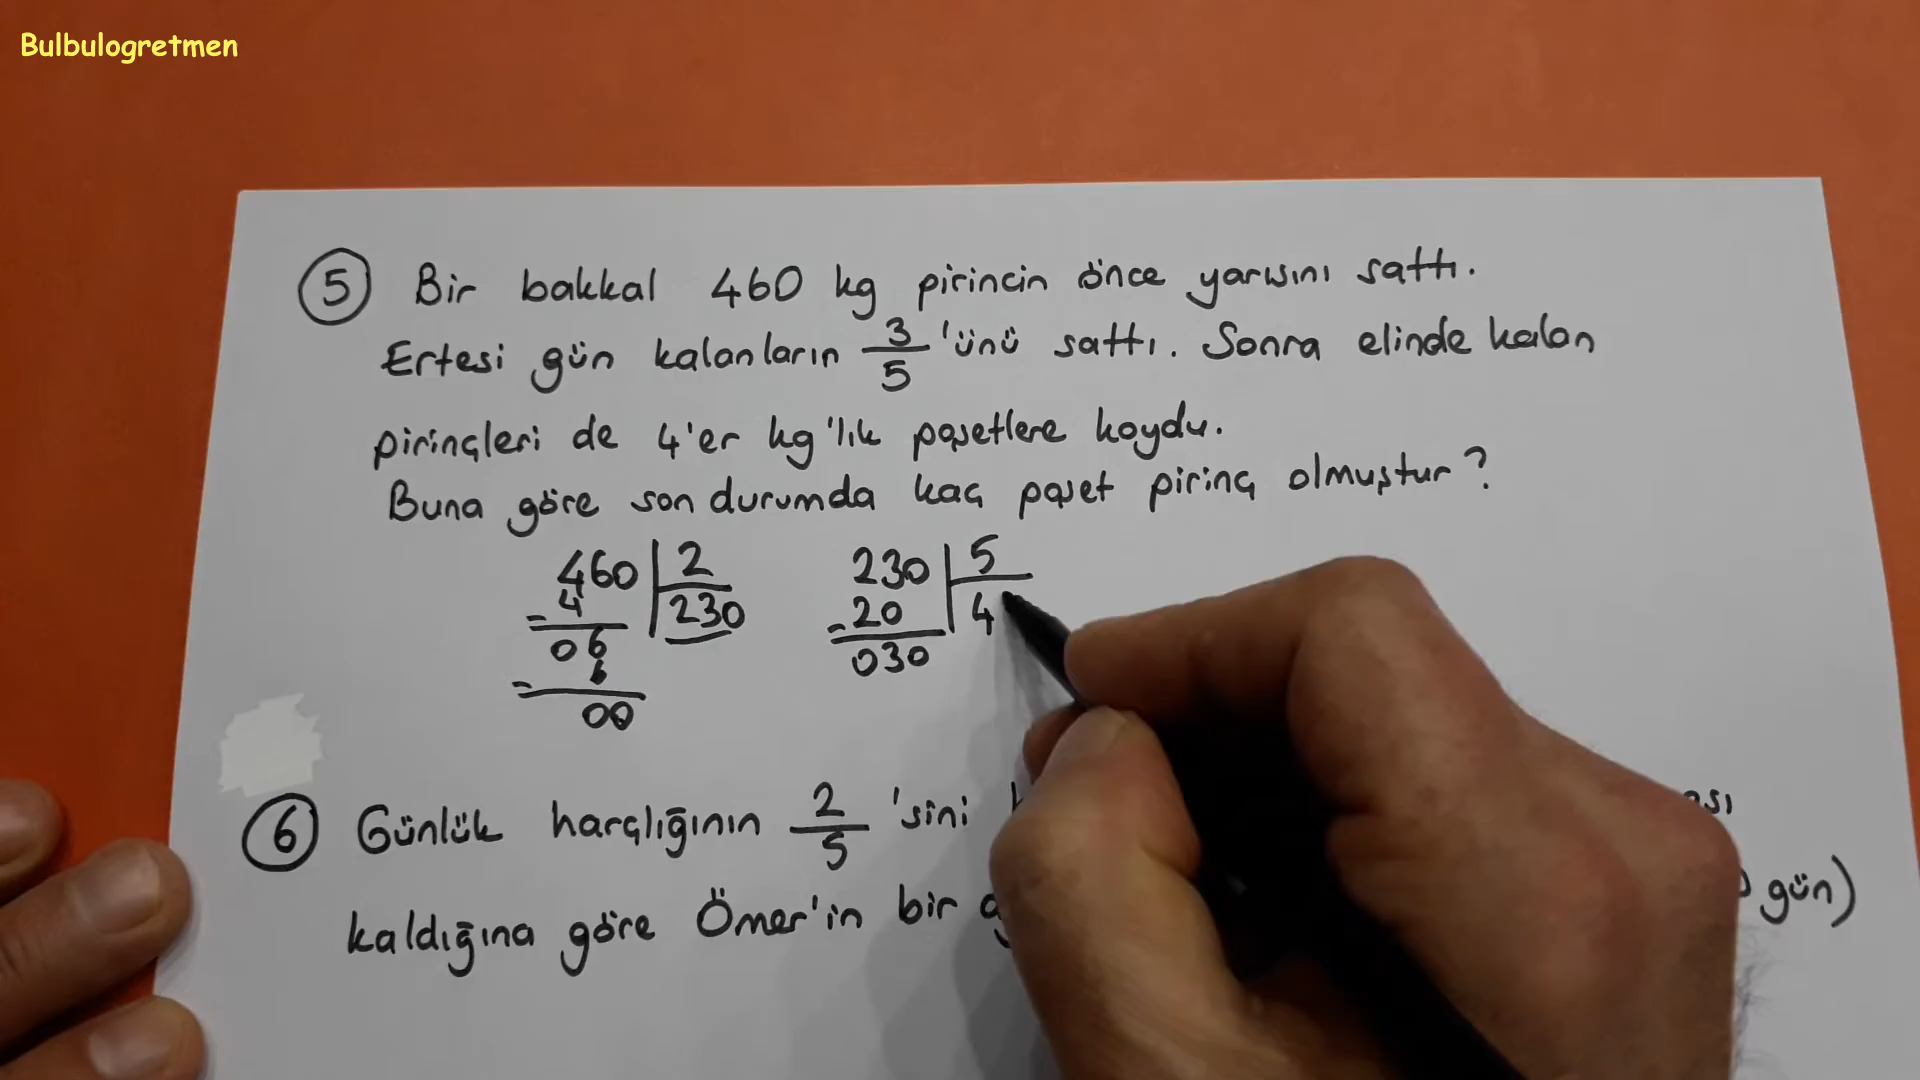 Bulbulogretmen
5 Bir bakkal 460 kg pirincin önce yarısını sattı.
Ertesi gün kalanların 3/5 'ünü sattı. Sonra elinde kalan
pirinçleri de 4'er kg'lık poşetlere koydu.
Buna göre son durumda kaç poşet pirinç olmuştur?
460 2 230 5
- 4 230 - 20 4
06 030
- 6
00
6 Günlük harçlığının 2/5 'sini
kaldığına göre Ömer'in bir gün)